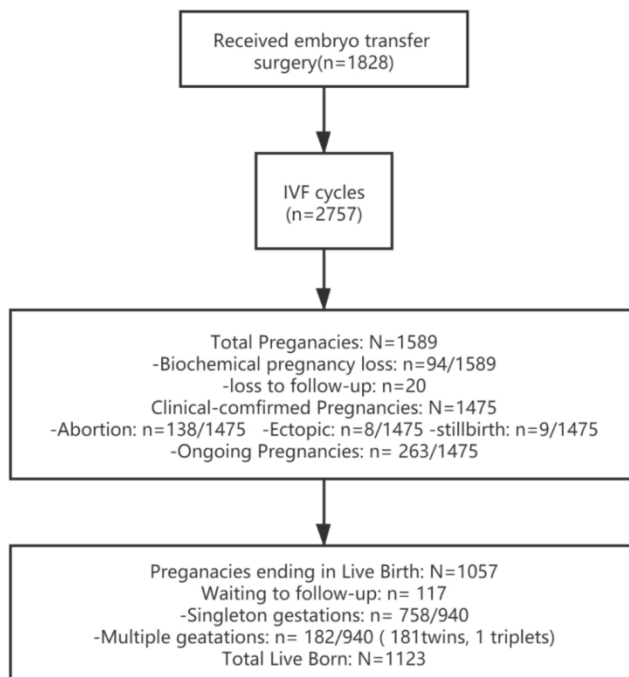 Received embryo transfer
surgery(n=1828)
IVF cycles
(n=2757)
Total Preganacies: N=1589
-Biochemical pregnancy loss: n=94/1589
-loss to follow-up: n=20
Clinical-comfirmed Pregnancies: N=1475
-Abortion: n=138/1475 -Ectopic: n=8/1475 -stillbirth: n=9/1475
-Ongoing Pregnancies: n= 263/1475
Preganacies ending in Live Birth: N=1057
Waiting to follow-up: n= 117
-Singleton gestations: n= 758/940
-Multiple geatations: n= 182/940 ( 181twins, 1 triplets)
Total Live Born: N=1123